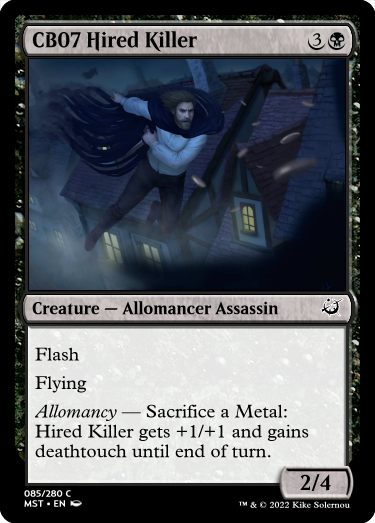 CB07 Hired Killer 3
Creature — Allomancer Assassin
Flash
Flying
Allomancy — Sacrifice a Metal:
Hired Killer gets +1/+1 and gains
deathtouch until end of turn.
2/4
085/280 C
MST • EN
™ & © 2022 Kike Solernou